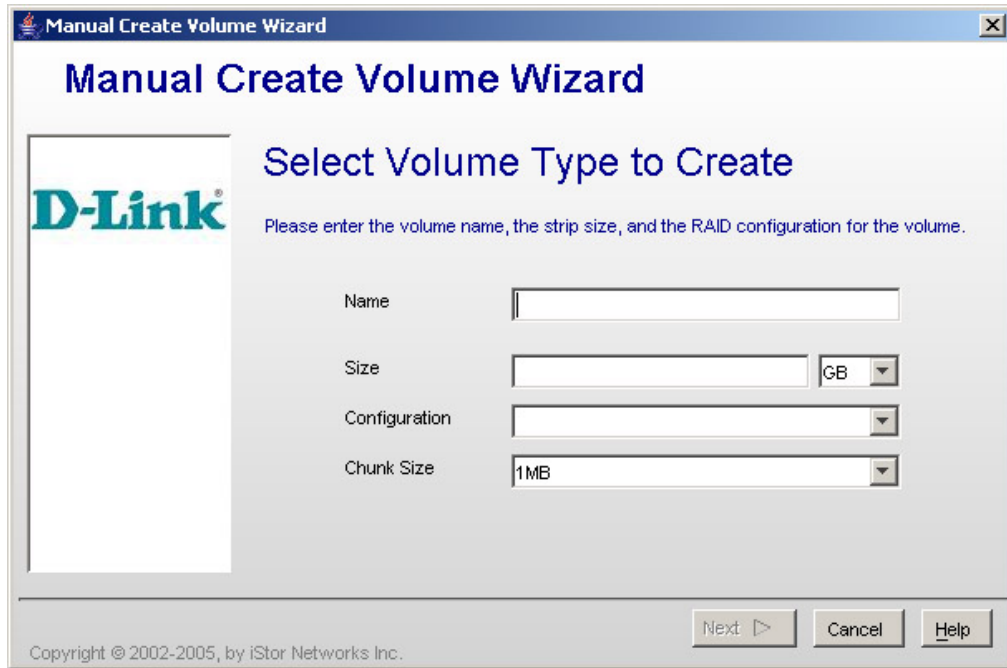 Manual Create Volume Wizard
Manual Create Volume Wizard
D-Link®
Select Volume Type to Create
Please enter the volume name, the strip size, and the RAID configuration for the volume.
Name
Size GB
Configuration
Chunk Size 1MB
Next Cancel Help
Copyright © 2002-2005, by iStor Networks Inc.